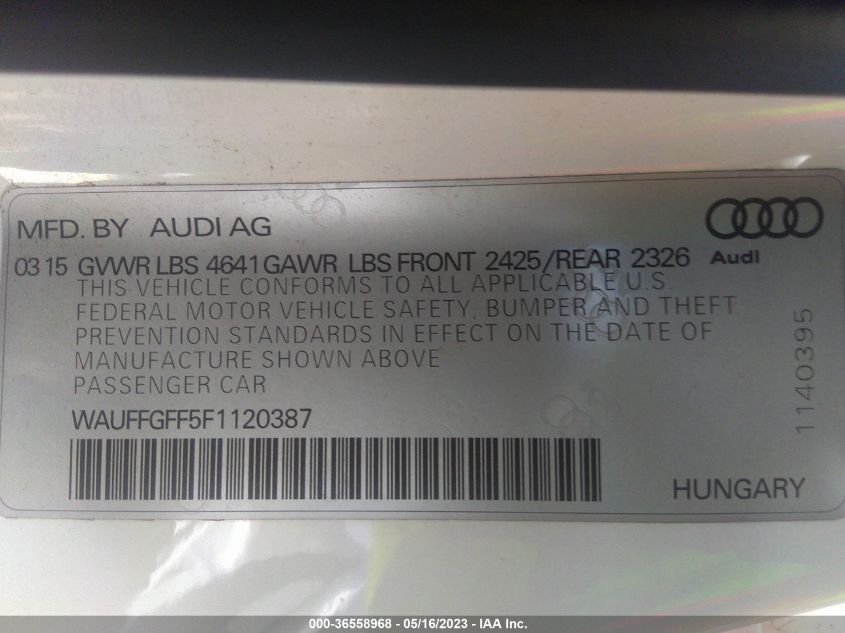 MFD. BY AUDI AG
03 15 GVWR LBS 4641 GAWR LBS FRONT 2425/REAR 2326
Audi
THIS VEHICLE CONFORMS TO ALL APPLICABLE U.S.
FEDERAL MOTOR VEHICLE SAFETY, BUMPER AND THEFT
PREVENTION STANDARDS IN EFFECT ON THE DATE OF
MANUFACTURE SHOWN ABOVE
PASSENGER CAR
1140395
WAUFFGFF5F1120387
HUNGARY
000-36558968 - 05/16/2023 - IAA Inc.